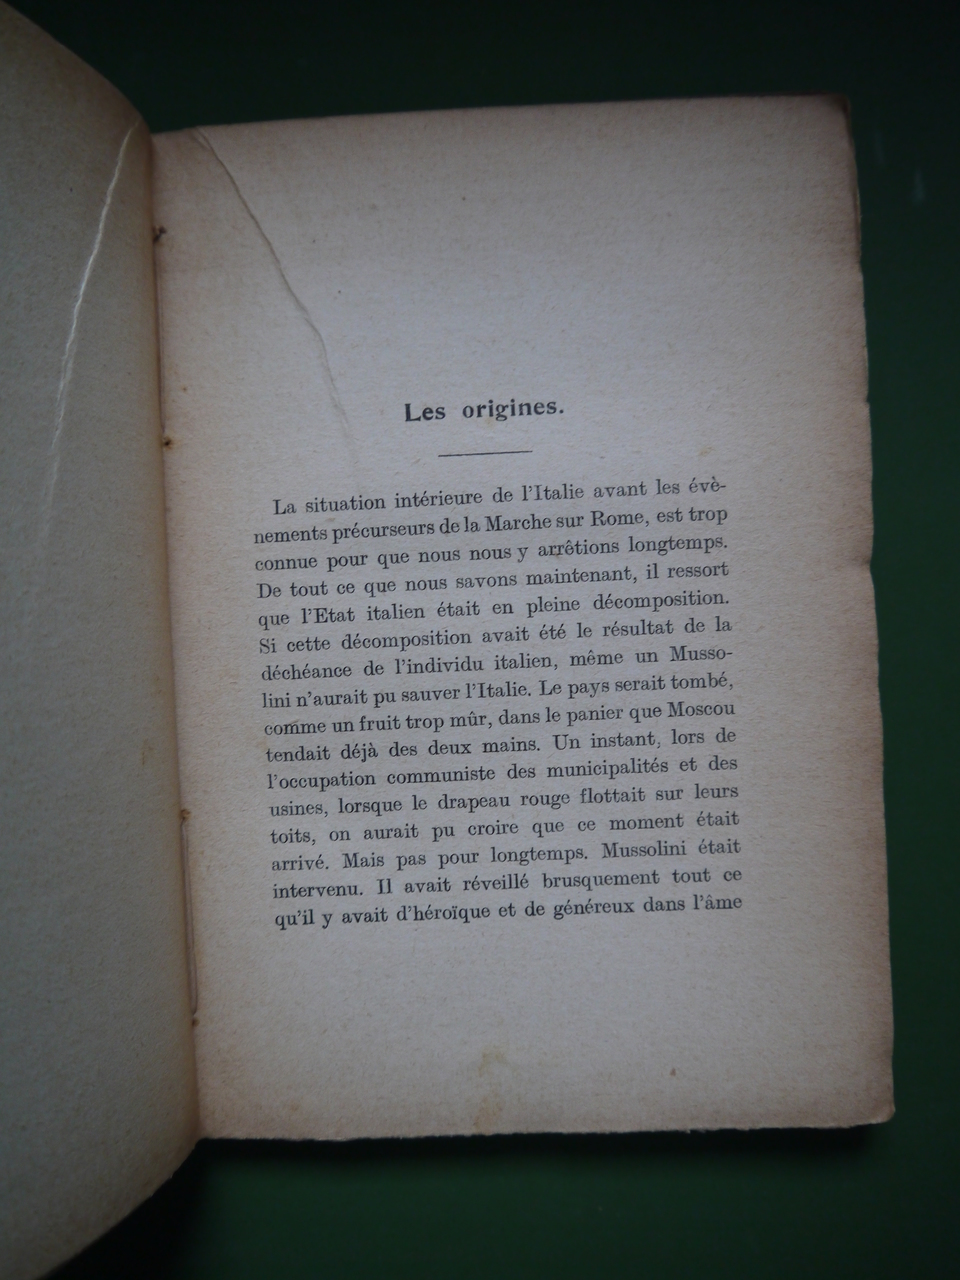 Les origines.
La situation intérieure de l'Italie avant les évè-
nements précurseurs de la Marche sur Rome, est trop
connue pour que nous nous y arrêtions longtemps.
De tout ce que nous savons maintenant, il ressort
que l'Etat italien était en pleine décomposition.
Si cette décomposition avait été le résultat de la
déchéance de l'individu italien, même un Musso-
lini n'aurait pu sauver l'Italie. Le pays serait tombé,
comme un fruit trop mûr, dans le panier que Moscou
tendait déjà des deux mains. Un instant, lors de
l'occupation communiste des municipalités et des
usines, lorsque le drapeau rouge flottait sur leurs
toits, on aurait pu croire que ce moment était
arrivé. Mais pas pour longtemps. Mussolini était
intervenu. Il avait réveillé brusquement tout ce
qu'il y avait d'héroïque et de généreux dans l'âme